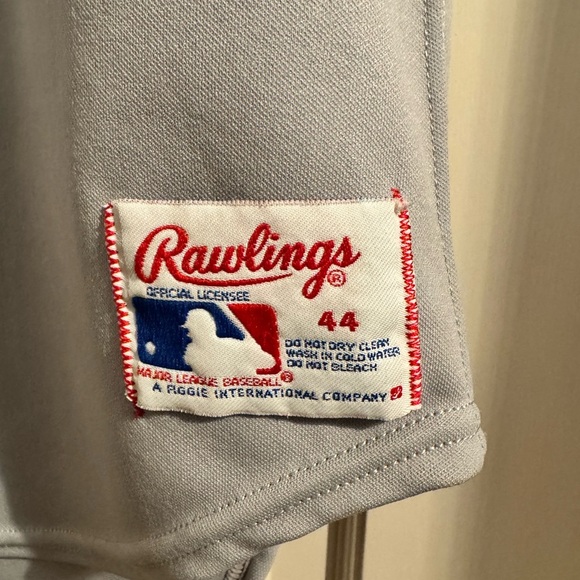 Rawlings®
OFFICIAL LICENSEE
44
DO NOT DRY CLEAN
WASH IN COLD WATER
DO NOT BLEACH
MAJOR LEAGUE BASEBALL®
A FIGGIE INTERNATIONAL COMPANY